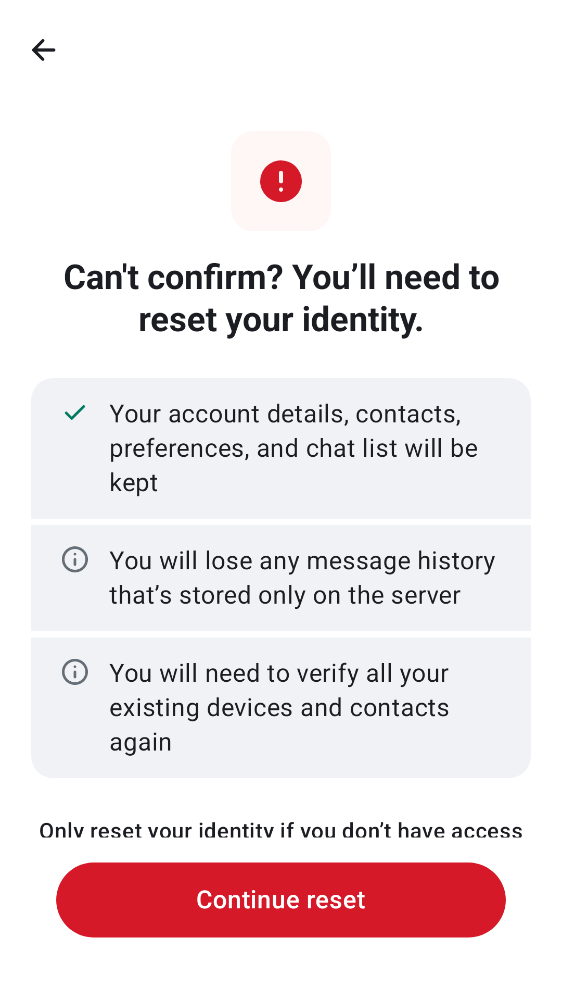 Can't confirm? You’ll need to
reset your identity.
Your account details, contacts,
preferences, and chat list will be
kept
You will lose any message history
that’s stored only on the server
You will need to verify all your
existing devices and contacts
again
Only reset your identity if you don’t have access
Continue reset